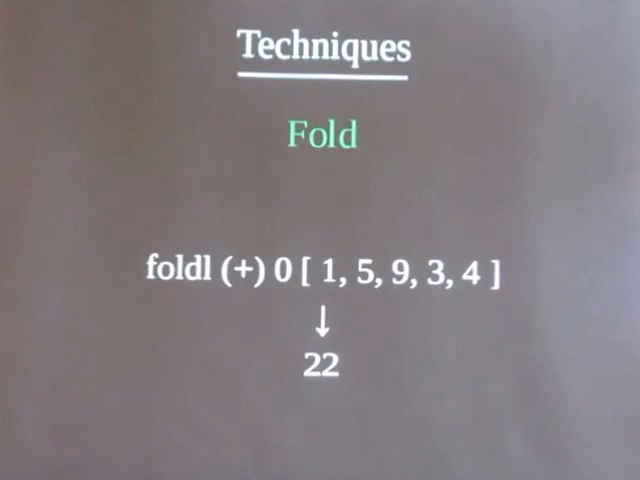 Techniques
Fold
foldl (+) 0 [ 1, 5, 9, 3, 4 ]
↓
22